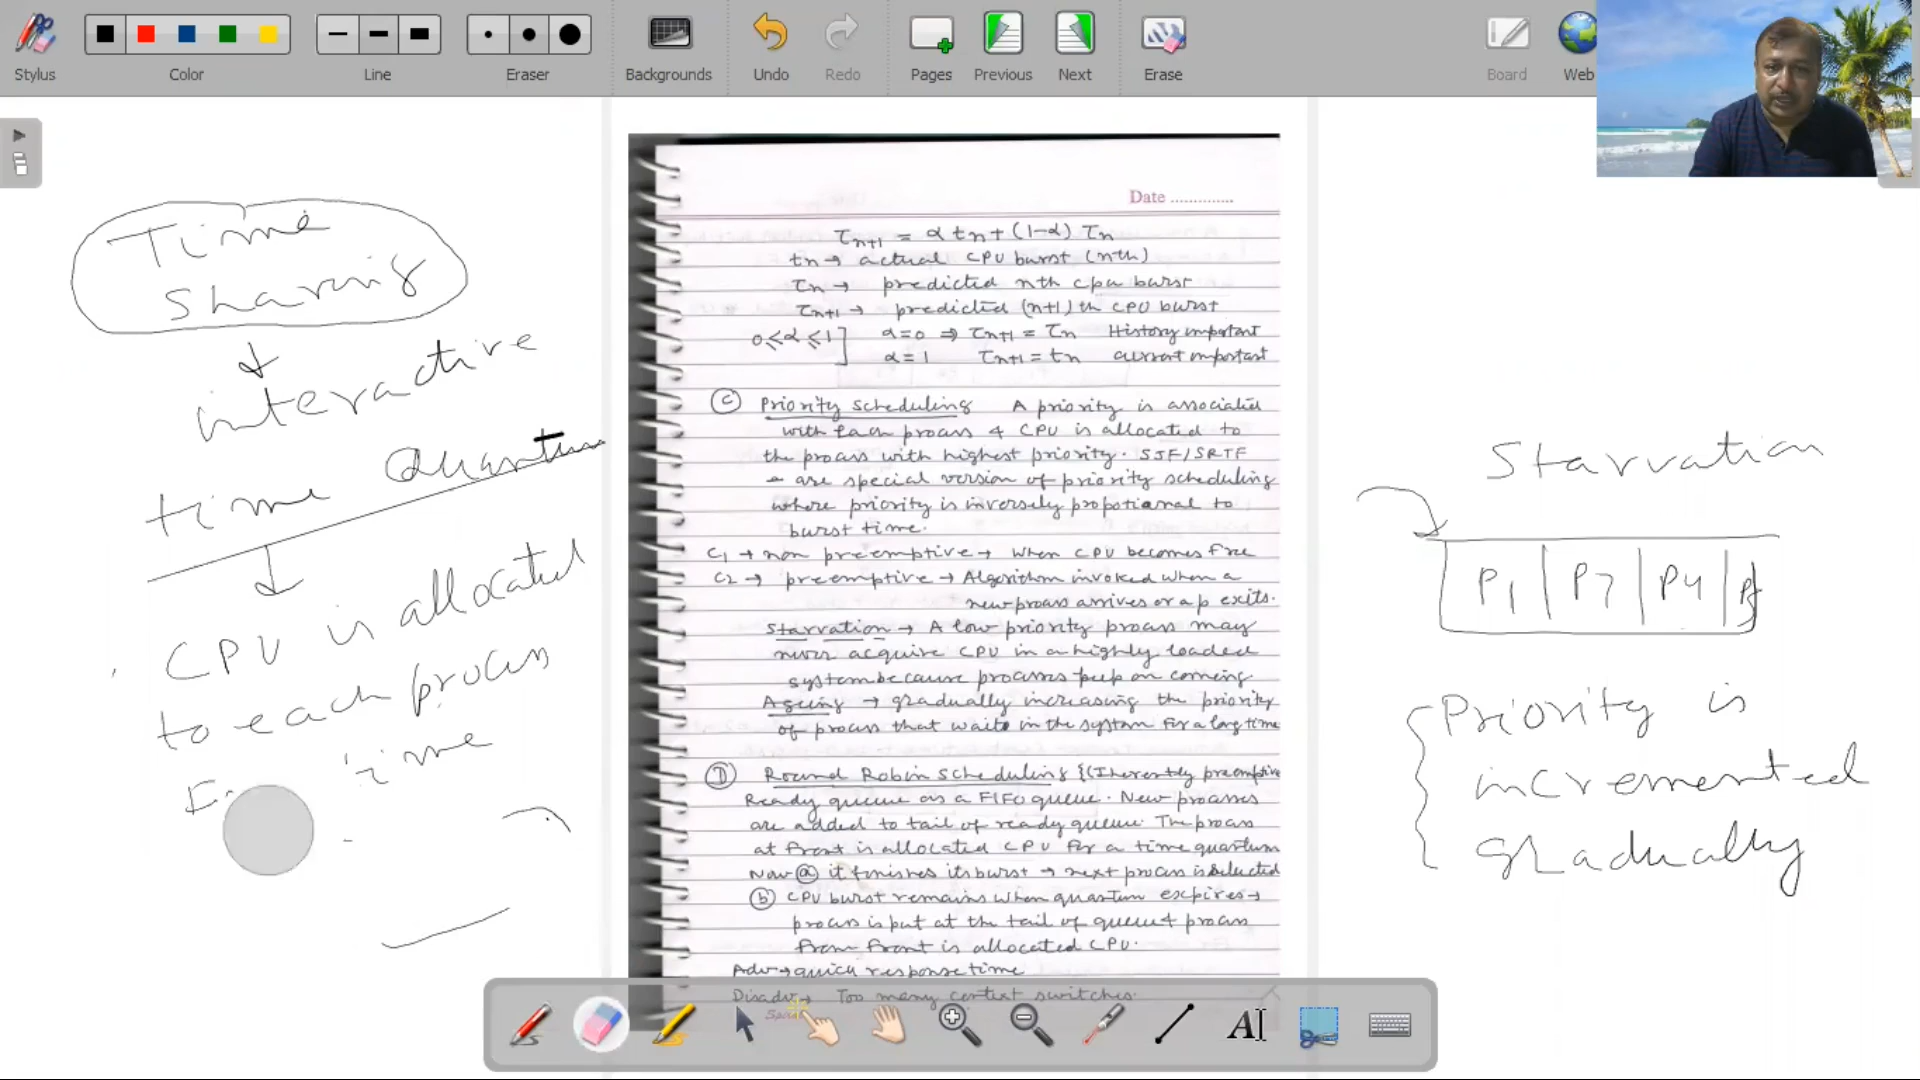 Stylus
Color
Line
Eraser
Backgrounds
Undo
Redo
Pages
Previous
Next
Erase
Board
Web
Time
Sharing
interactive
time Quantum
CPU is allocated
to each process
time
Date ..............
τn+1 = α tn + (1-α) τn
tn → actual CPU burst (nth)
τn → predicted nth cpu burst
τn+1 → predicted (n+1)th CPU burst
0 ≤ α ≤ 1 ] α=0 ⇒ τn+1 = τn History important
α = 1 τn+1 = tn current important
(C) Priority Scheduling A priority is associated
with each process & CPU is allocated to
the process with highest priority. SJF/SRTF
are special version of priority scheduling
where priority is inversely propotional to
burst time.
C1 → non preemptive → when CPU becomes free
C2 → preemptive → Algorithm invoked when a
new process arrives or a p exits.
Starvation → A low priority process may
never acquire CPU in a highly loaded
system because processes keep on coming.
Ageing → gradually increasing the priority
of process that waits in the system for a long time
(D) Round Robin Scheduling {(Inherently preemptive
Ready queue as a FIFO queue. New processes
are added to tail of ready queue. The process
at front is allocated CPU for a time quantum
Now (a) it finishes its burst → next process is selected
(b) CPU burst remains when quantum expires →
process is put at the tail of queue & process
from front is allocated CPU.
Adv → quick response time
Disadv → Too many context switches.
Starvation
P1 | P7 | P4 |
Priority is
incremented
gradually